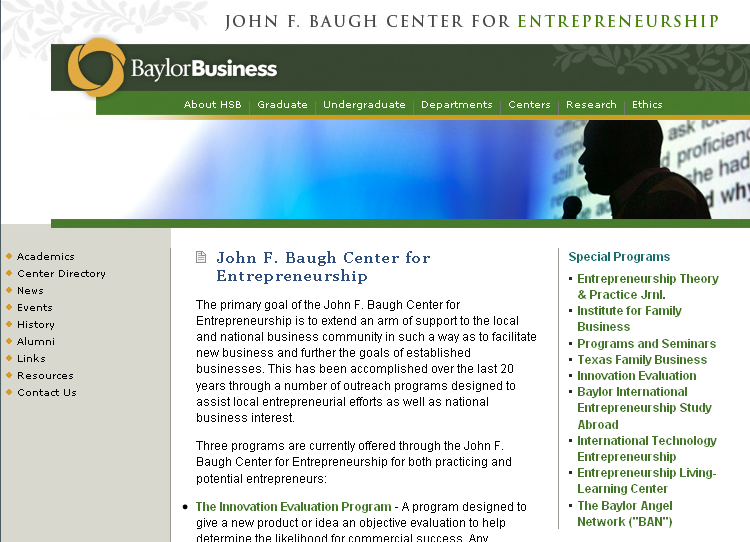 JOHN F. BAUGH CENTER FOR ENTREPRENEURSHIP
BaylorBusiness
About HSB
Graduate
Undergraduate
Departments
Centers
Research
Ethics
ask
proficienc
she had
why
Academics
Center Directory
News
Events
History
Alumni
Links
Resources
Contact Us
John F. Baugh Center for
Entrepreneurship
The primary goal of the John F. Baugh Center for
Entrepreneurship is to extend an arm of support to the local
and national business community in such a way as to facilitate
new business and further the goals of established
businesses. This has been accomplished over the last 20
years through a number of outreach programs designed to
assist local entrepreneurial efforts as well as national
business interest.
Three programs are currently offered through the John F.
Baugh Center for Entrepreneurship for both practicing and
potential entrepreneurs:
The Innovation Evaluation Program - A program designed to
give a new product or idea an objective evaluation to help
determine the likelihood for commercial success. Any
Special Programs
Entrepreneurship Theory
& Practice Jrnl.
Institute for Family
Business
Programs and Seminars
Texas Family Business
Innovation Evaluation
Baylor International
Entrepreneurship Study
Abroad
International Technology
Entrepreneurship
Entrepreneurship Living-
Learning Center
The Baylor Angel
Network ("BAN")